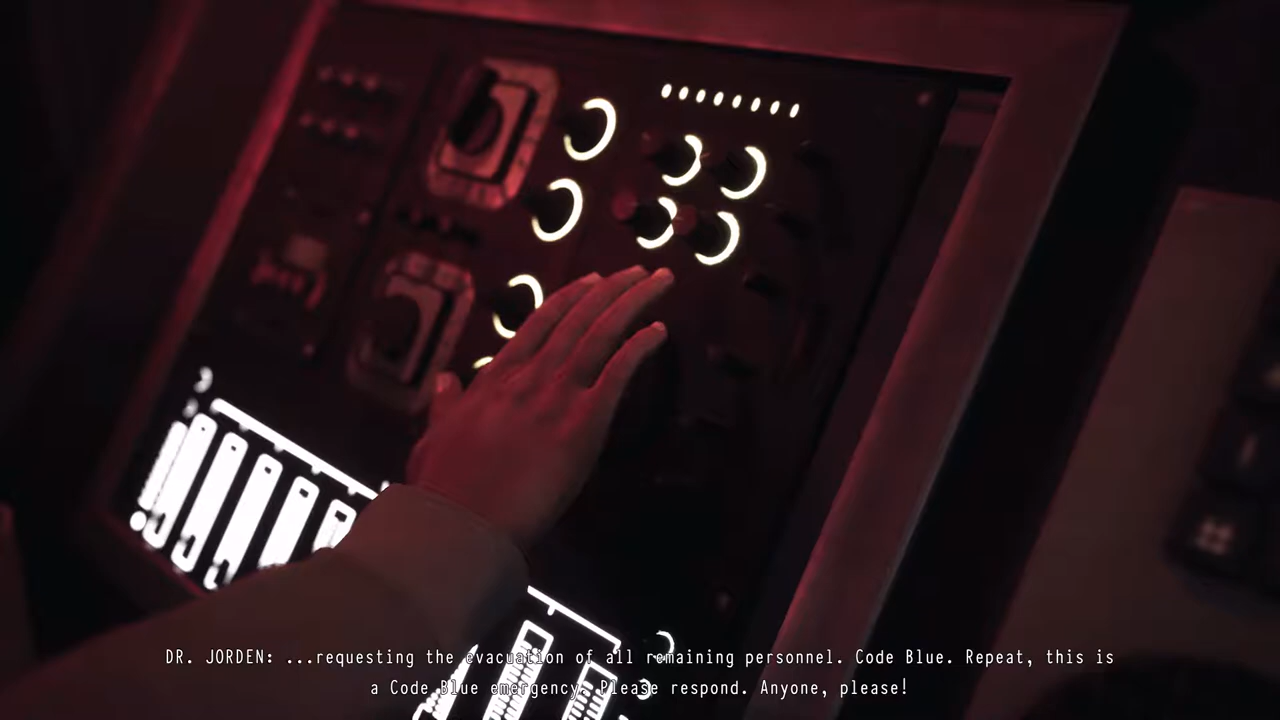 DR. JORDEN: ...requesting the evacuation of all remaining personnel. Code Blue. Repeat, this is
a Code Blue emergency. Please respond. Anyone, please!